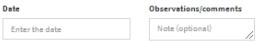 Date
Observations/comments
Enter the date
Note (optional)